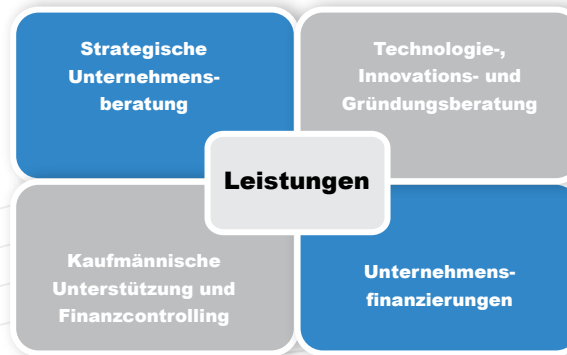 Strategische
Unternehmens-
beratung
Technologie-,
Innovations- und
Gründungsberatung
Leistungen
Kaufmännische
Unterstützung und
Finanzcontrolling
Unternehmens-
finanzierungen